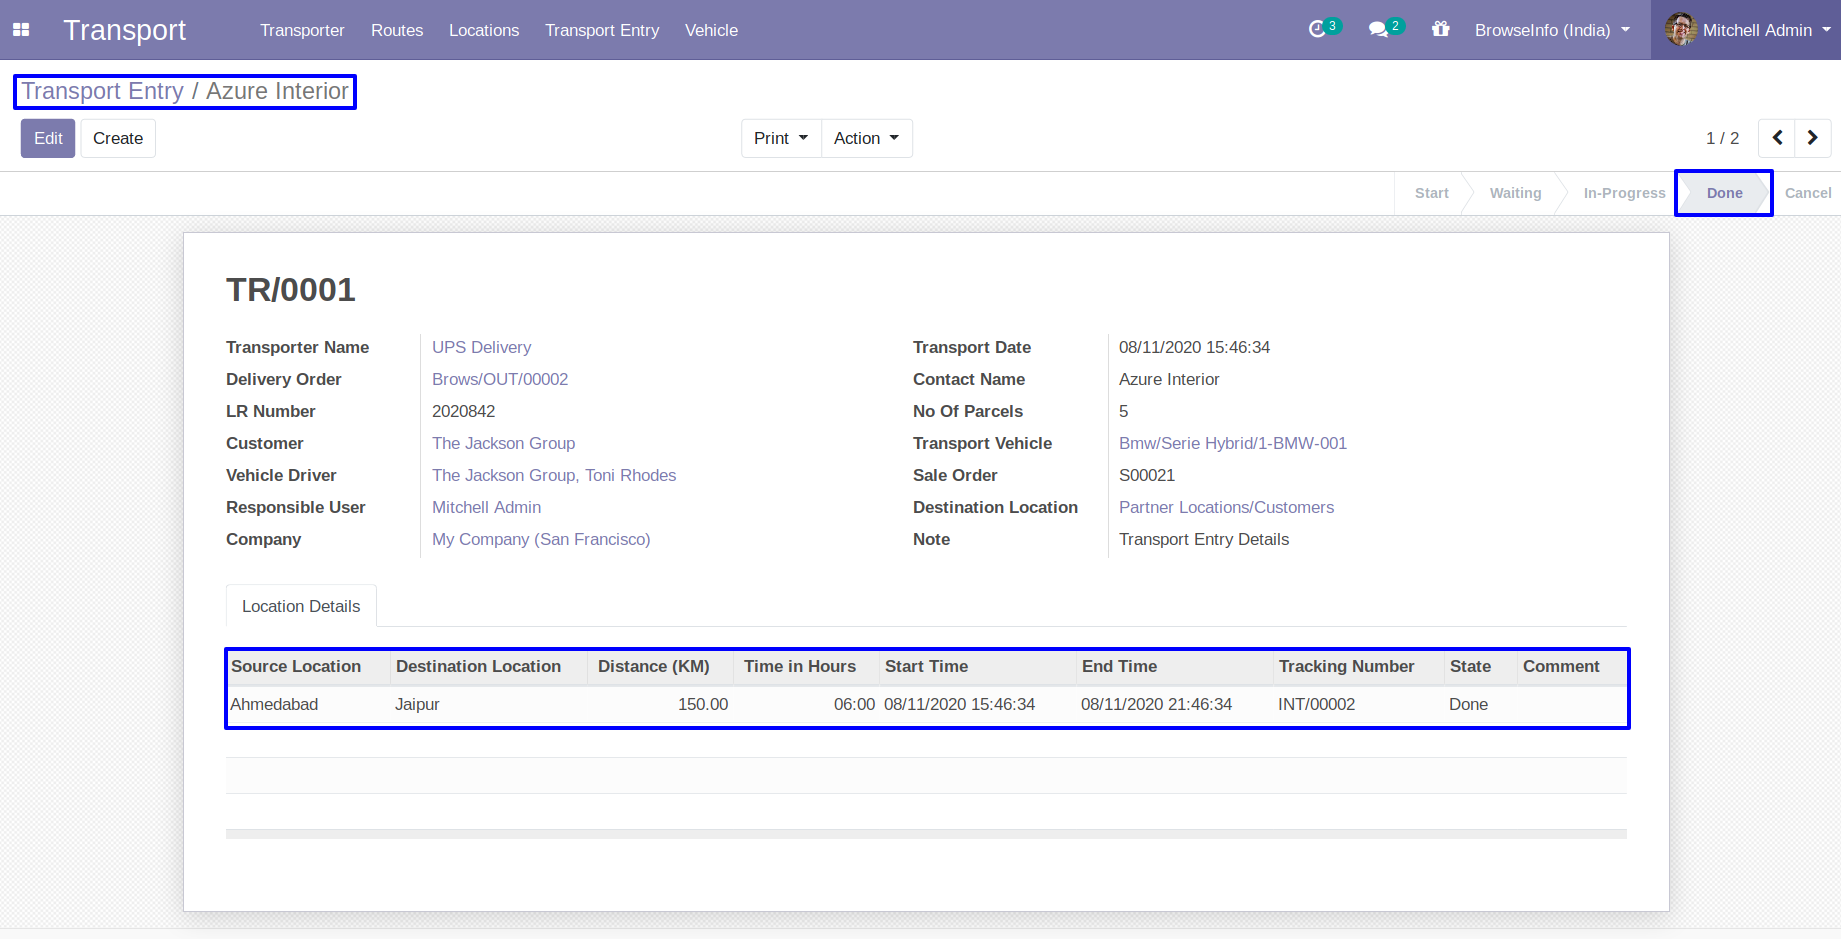 Transport Transporter Routes Locations Transport Entry Vehicle 3 2 BrowseInfo (India) Mitchell Admin
Transport Entry / Azure Interior
Edit Create Print Action 1 / 2
Start Waiting In-Progress Done Cancel
TR/0001
Transporter Name UPS Delivery Transport Date 08/11/2020 15:46:34
Delivery Order Brows/OUT/00002 Contact Name Azure Interior
LR Number 2020842 No Of Parcels 5
Customer The Jackson Group Transport Vehicle Bmw/Serie Hybrid/1-BMW-001
Vehicle Driver The Jackson Group, Toni Rhodes Sale Order S00021
Responsible User Mitchell Admin Destination Location Partner Locations/Customers
Company My Company (San Francisco) Note Transport Entry Details
Location Details
Source Location Destination Location Distance (KM) Time in Hours Start Time End Time Tracking Number State Comment
Ahmedabad Jaipur 150.00 06:00 08/11/2020 15:46:34 08/11/2020 21:46:34 INT/00002 Done